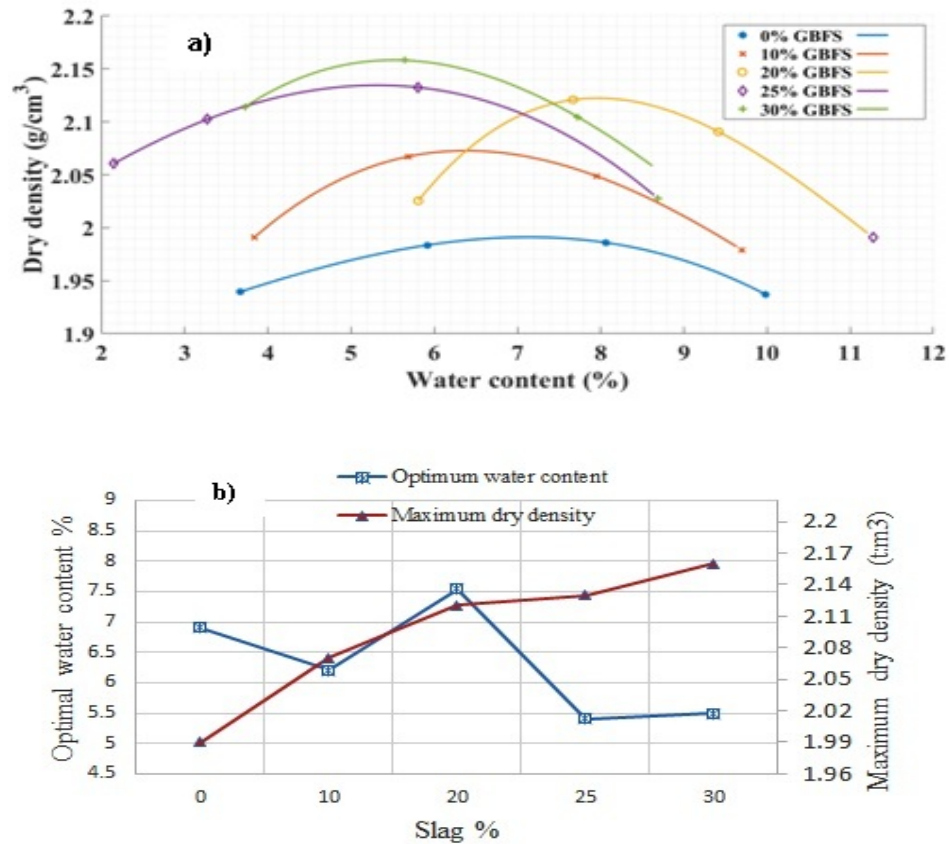 a)
0% GBFS
10% GBFS
20% GBFS
25% GBFS
30% GBFS
2.2
2.15
2.1
2.05
2
1.95
1.9
Dry density (g/cm³)
2 3 4 5 6 7 8 9 10 11 12
Water content (%)
b)
Optimum water content
Maximum dry density
9
8.5
8
7.5
7
6.5
6
5.5
5
4.5
Optimal water content %
2.2
2.17
2.14
2.11
2.08
2.05
2.02
1.99
1.96
Maximum dry density (t:m3)
0 10 20 25 30
Slag %